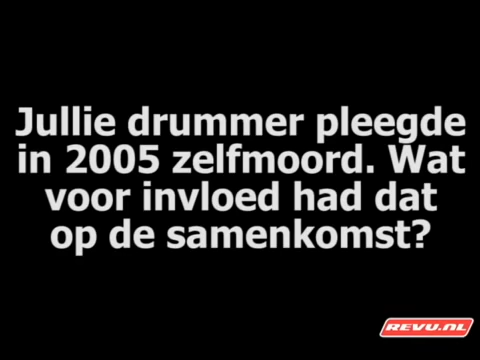 Jullie drummer pleegde
in 2005 zelfmoord. Wat
voor invloed had dat
op de samenkomst?
REVU.NL